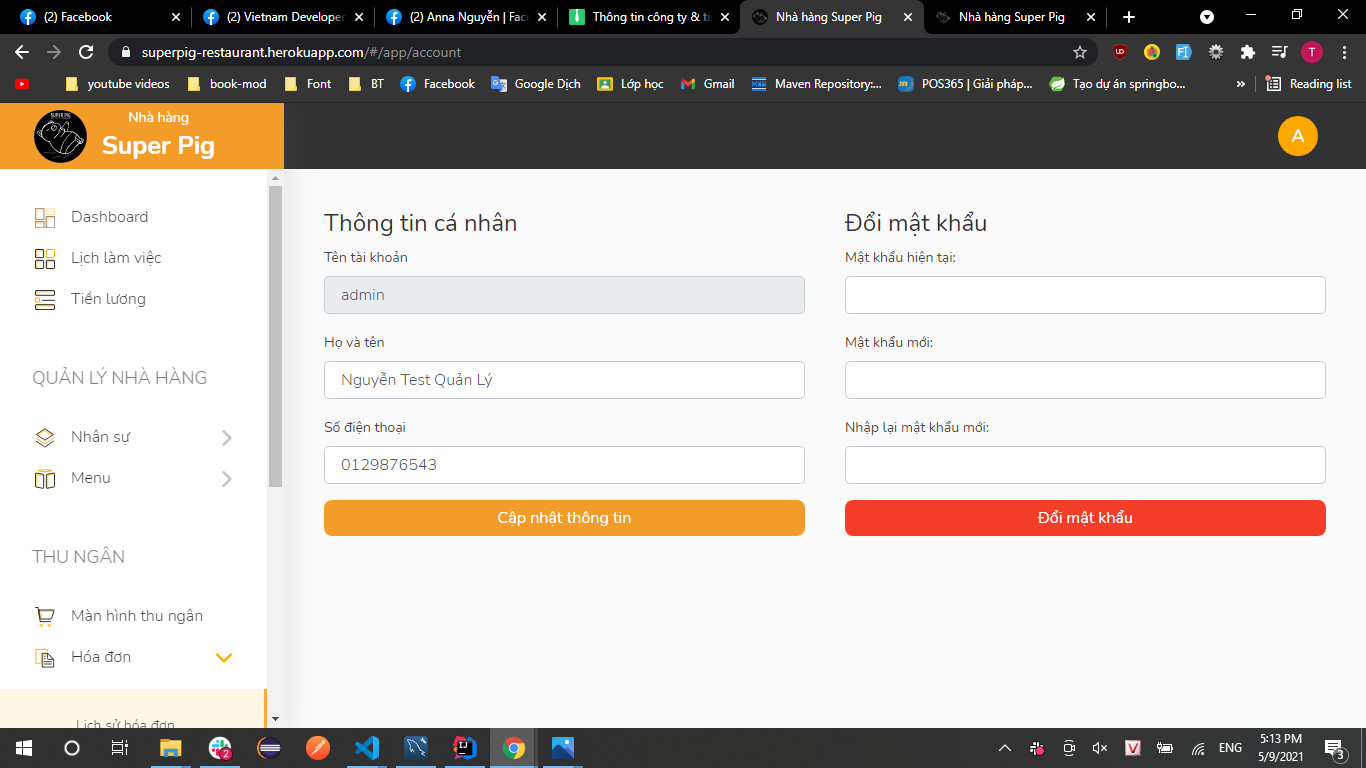 (2) Facebook
(2) Vietnam Developer
(2) Anna Nguyễn | Fac
Thông tin công ty & ti
Nhà hàng Super Pig
Nhà hàng Super Pig
superpig-restaurant.herokuapp.com/#/app/account
T
youtube videos
book-mod
Font
BT
Facebook
Google Dịch
Lớp học
Gmail
Maven Repository:...
POS365 | Giải pháp...
Tạo dự án springbo...
»
Reading list
SUPER PIG
Nhà hàng
Super Pig
A
Dashboard
Lịch làm việc
Tiền lương
QUẢN LÝ NHÀ HÀNG
Nhân sự
Menu
THU NGÂN
Màn hình thu ngân
Hóa đơn
Lịch sử hóa đơn
Thông tin cá nhân
Tên tài khoản
admin
Họ và tên
Nguyễn Test Quản Lý
Số điện thoại
0129876543
Cập nhật thông tin
Đổi mật khẩu
Mật khẩu hiện tại:
Mật khẩu mới:
Nhập lại mật khẩu mới:
Đổi mật khẩu
2
IJ
V
ENG
5:13 PM
5/9/2021
3